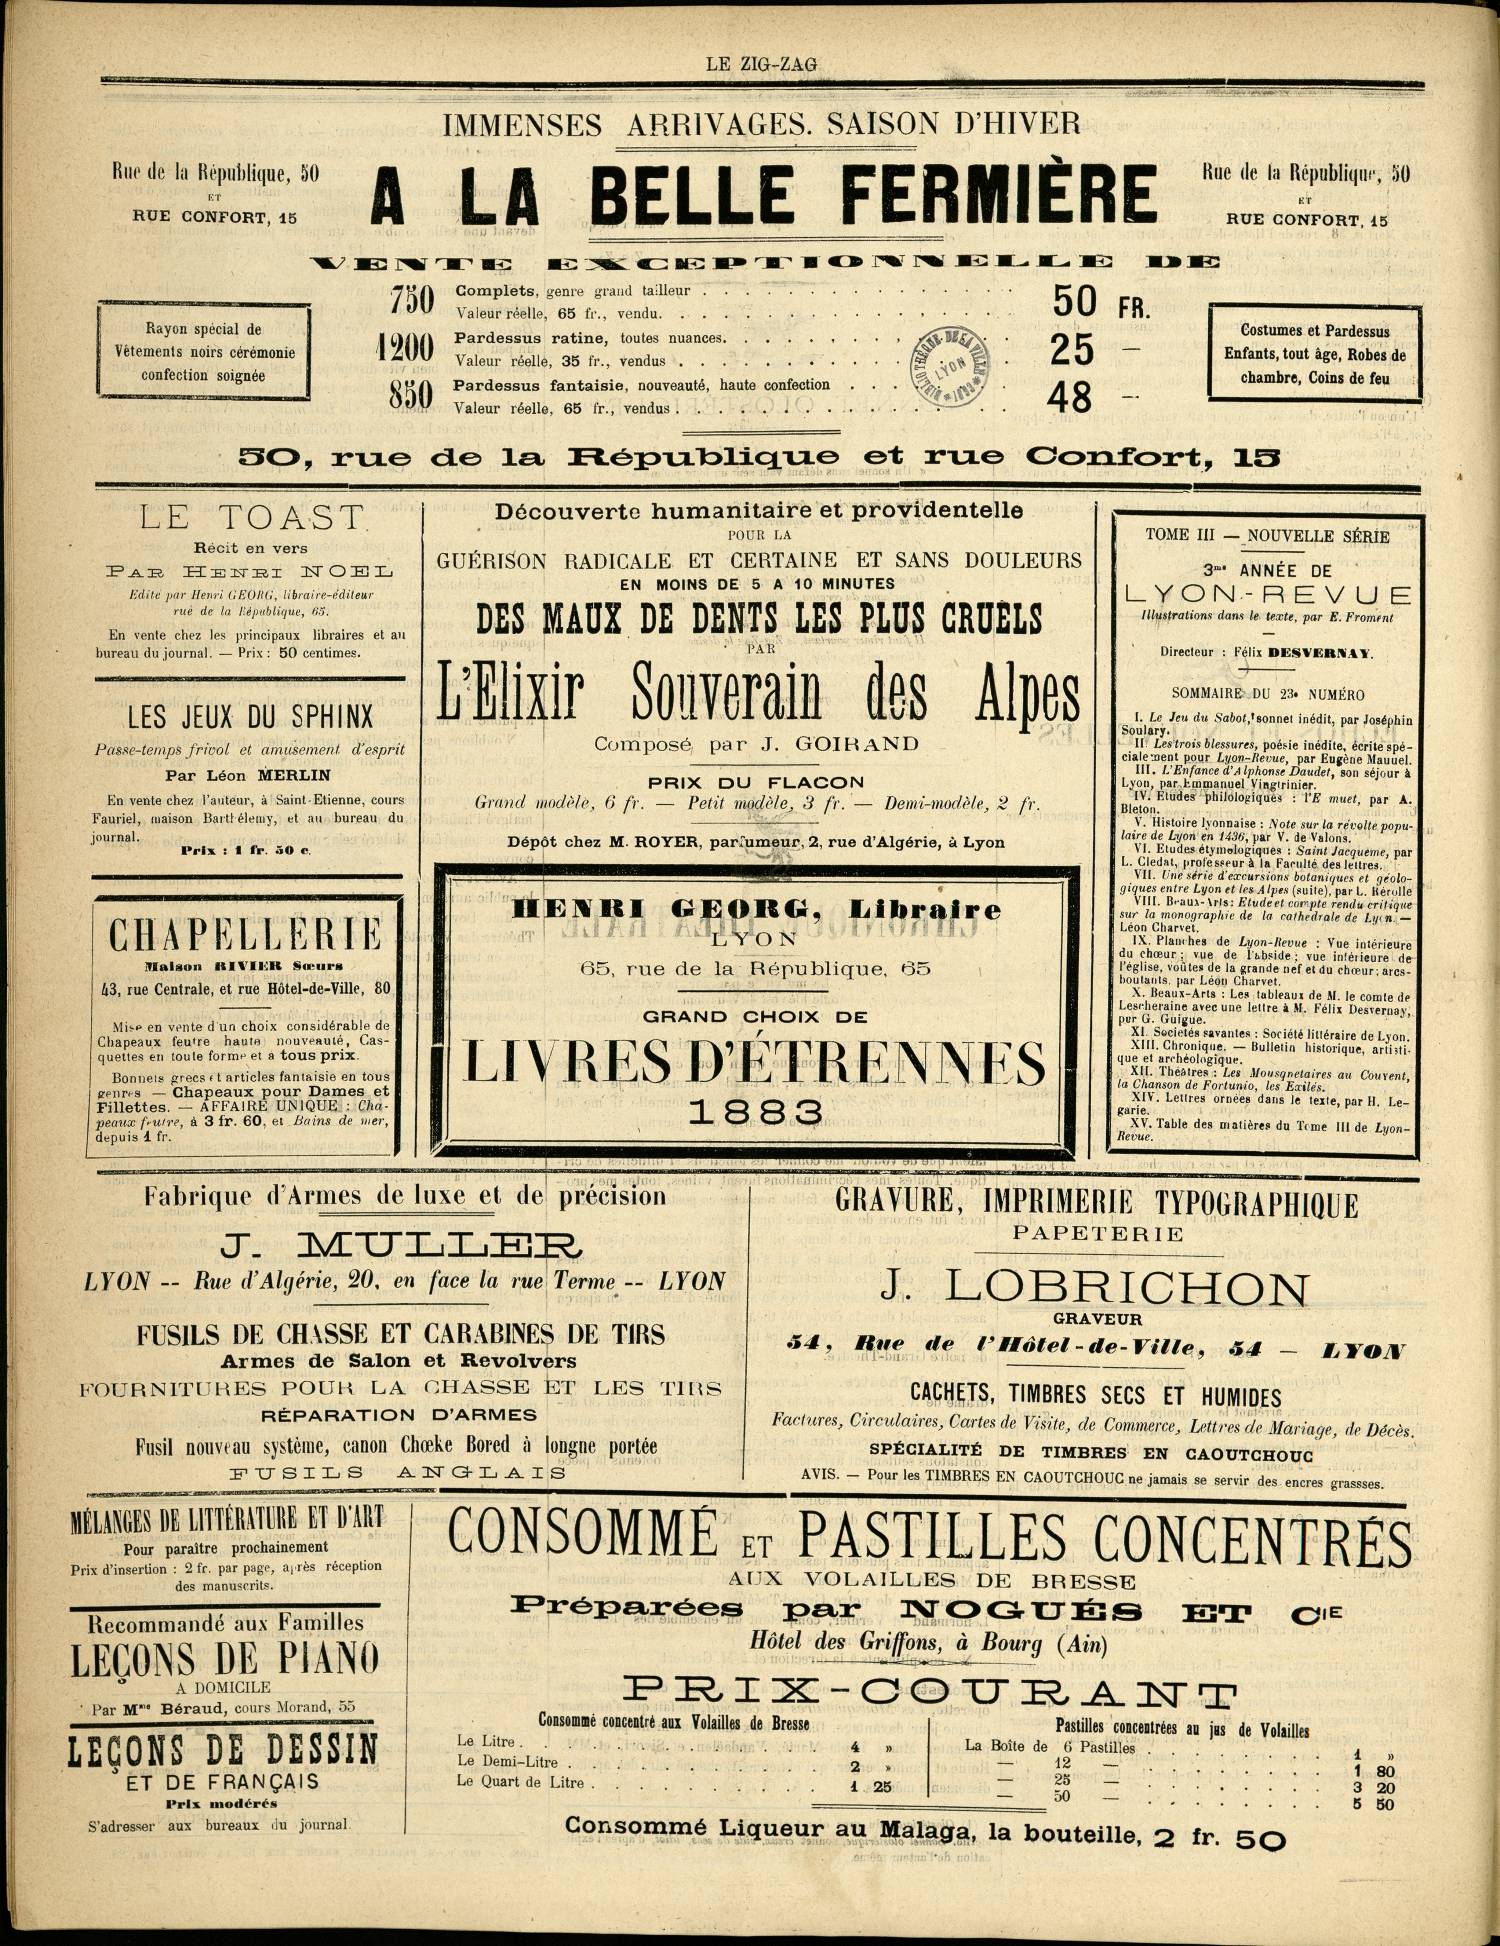 LE ZIG-ZAG
IMMENSES ARRIVAGES. SAISON D'HIVER
Rue de la République, 50
ET
RUE CONFORT, 15
A LA BELLE FERMIÈRE
Rue de la République, 50
ET
RUE CONFORT, 15
VENTE EXCEPTIONNELLE DE
Rayon spécial de
Vêtements noirs cérémonie
confection soignée
750 Complets, genre grand tailleur . . . . . . . . . . . 50 FR.
Valeur réelle, 65 fr., vendu. . . . . . . . . . . .
1200 Pardessus ratine, toutes nuances. . . . . . . . . . . 25 —
Valeur réelle, 35 fr., vendus . . . . . . . . . . .
850 Pardessus fantaisie, nouveauté, haute confection . . . . . 48 —
Valeur réelle, 65 fr., vendus . . . . . . . . . . .
BIBLIOTHÈQUE DE LA VILLE
LYON
Costumes et Pardessus
Enfants, tout âge, Robes de
chambre, Coins de feu
50, rue de la République et rue Confort, 15
LE TOAST
Récit en vers
PAR HENRI NOEL
Edité par Henri GEORG, libraire-éditeur
rue de la République, 65.
En vente chez les principaux libraires et au
bureau du journal. — Prix : 50 centimes.
LES JEUX DU SPHINX
Passe-temps frivol et amusement d'esprit
Par Léon MERLIN
En vente chez l'auteur, à Saint-Etienne, cours
Fauriel, maison Barthélemy, et au bureau du
journal.
Prix : 1 fr. 50 c.
CHAPELLERIE
Maison RIVIER Sœurs
43, rue Centrale, et rue Hôtel-de-Ville, 80
Mise en vente d'un choix considérable de
Chapeaux feutre haute nouveauté, Cas-
quettes en toute forme et a tous prix.
Bonnets grecs et articles fantaisie en tous
genres — Chapeaux pour Dames et
Fillettes. — AFFAIRE UNIQUE : Cha-
peaux feutre, à 3 fr. 60, et Bains de mer,
depuis 1 fr.
Découverte humanitaire et providentelle
POUR LA
GUÉRISON RADICALE ET CERTAINE ET SANS DOULEURS
EN MOINS DE 5 A 10 MINUTES
DES MAUX DE DENTS LES PLUS CRUELS
PAR
L'Elixir Souverain des Alpes
Composé par J. GOIRAND
PRIX DU FLACON
Grand modèle, 6 fr. — Petit modèle, 3 fr. — Demi-modèle, 2 fr.
Dépôt chez M. ROYER, parfumeur, 2, rue d'Algérie, à Lyon
HENRI GEORG, Libraire
LYON
65, rue de la République, 65
GRAND CHOIX DE
LIVRES D'ÉTRENNES
1883
TOME III — NOUVELLE SÉRIE
3me ANNÉE DE
LYON-REVUE
Illustrations dans le texte, par E. Froment
—
Directeur : Félix DESVERNAY.
SOMMAIRE DU 23e NUMÉRO
I. Le Jeu du Sabot, sonnet inédit, par Joséphin
Soulary.
II Les trois blessures, poésie inédite, écrite spé-
cialement pour Lyon-Revue, par Eugène Mauuel.
III. L'Enfance d'Alphonse Daudet, son séjour à
Lyon, par Emmanuel Vingtrinier.
IV. Etudes philologiques : l'E muet, par A.
Bleton.
V. Histoire lyonnaise : Note sur la révolte popu-
laire de Lyon en 1436, par V. de Valons.
VI. Etudes étymologiques : Saint Jacquème, par
L. Cledat, professeur à la Faculté des lettres.
VII. Une série d'excursions botaniques et géolo-
giques entre Lyon et les Alpes (suite), par L. Kérolle
VIII. Beaux-Arts : Etude et compte rendu critique
sur la monographie de la cathédrale de Lyon. —
Léon Charvet.
IX. Planches de Lyon-Revue : Vue intérieure
du chœur ; vue de l'abside ; vue intérieure de
l'église, voûtes de la grande nef et du chœur ; arcs-
boutants, par Léon Charvet.
X. Beaux-Arts : Les tableaux de M. le comte de
Lescheraine avec une lettre à M. Félix Desvernay,
par G. Guigue.
XI. Sociétés savantes : Société littéraire de Lyon.
XIII. Chronique. — Bulletin historique, artisti-
que et archéologique.
XII. Théâtres : Les Mousqnetaires au Couvent,
la Chanson de Fortunio, les Exilés.
XIV. Lettres ornées dans le texte, par H. Le-
garie.
XV. Table des matières du Tome III de Lyon-
Revue.
Fabrique d'Armes de luxe et de précision
J. MULLER
LYON -- Rue d'Algérie, 20, en face la rue Terme -- LYON
FUSILS DE CHASSE ET CARABINES DE TIRS
Armes de Salon et Revolvers
FOURNITURES POUR LA CHASSE ET LES TIRS
RÉPARATION D'ARMES
Fusil nouveau système, canon Chœke Bored à longne portée
FUSILS ANGLAIS
GRAVURE, IMPRIMERIE TYPOGRAPHIQUE
PAPETERIE
J. LOBRICHON
GRAVEUR
54, Rue de l'Hôtel-de-Ville, 54 — LYON
CACHETS, TIMBRES SECS ET HUMIDES
Factures, Circulaires, Cartes de Visite, de Commerce, Lettres de Mariage, de Décès.
SPÉCIALITÉ DE TIMBRES EN CAOUTCHOUC
AVIS. — Pour les TIMBRES EN CAOUTCHOUC ne jamais se servir des encres grassses.
MÉLANGES DE LITTÉRATURE ET D'ART
Pour paraître prochainement
Prix d'insertion : 2 fr. par page, après réception
des manuscrits.
Recommandé aux Familles
LEÇONS DE PIANO
A DOMICILE
Par Mme Béraud, cours Morand, 55
LEÇONS DE DESSIN
ET DE FRANÇAIS
Prix modérés
S'adresser aux bureaux du journal
CONSOMMÉ ET PASTILLES CONCENTRÉS
AUX VOLAILLES DE BRESSE
Préparées par NOGUÉS ET CIE
Hôtel des Griffons, à Bourg (Ain)
PRIX-COURANT
Consommé concentré aux Volailles de Bresse
Le Litre . . . . . . . . . . 4 »
Le Demi-Litre . . . . . . . . . 2 »
Le Quart de Litre . . . . . . . . 1 25
Pastilles concentrées au jus de Volailles
La Boîte de 6 Pastilles . . . . . . . 1 »
— 12 — . . . . . . . 1 80
— 25 — . . . . . . . 3 20
— 50 — . . . . . . . 5 50
Consommé Liqueur au Malaga, la bouteille, 2 fr. 50